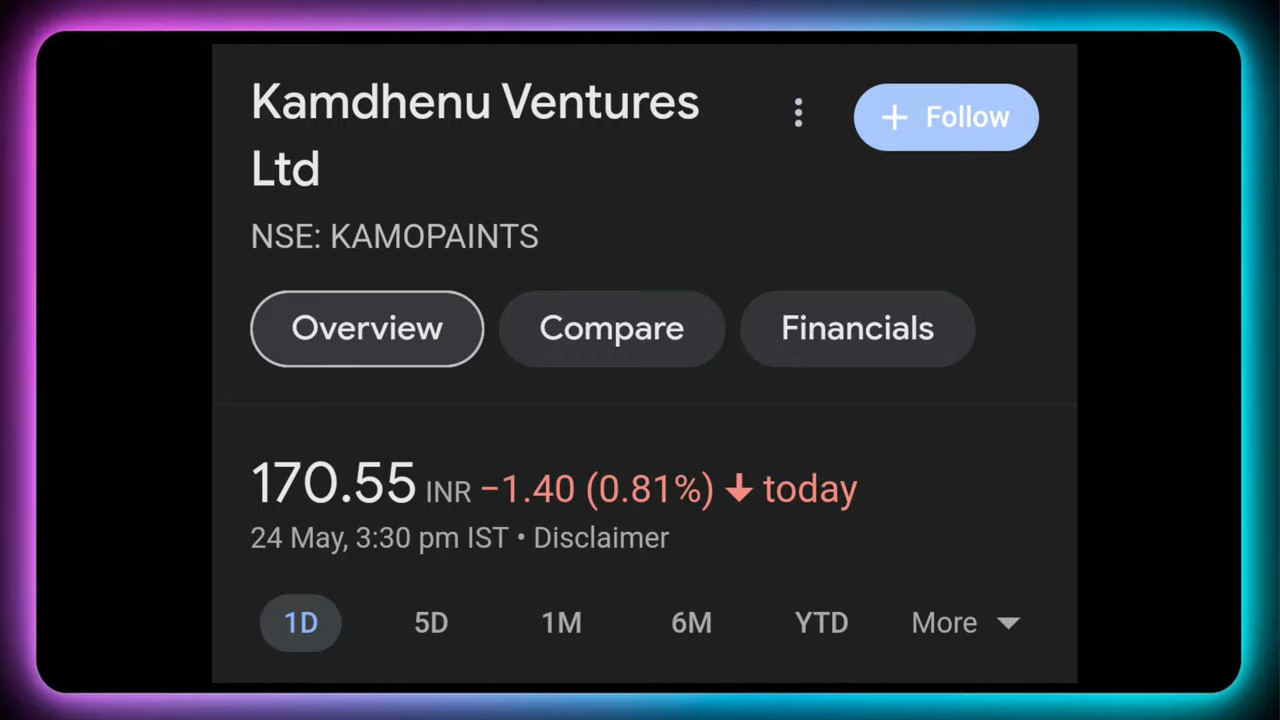 Kamdhenu Ventures
Ltd
+ Follow
NSE: KAMOPAINTS
Overview Compare Financials
170.55 INR −1.40 (0.81%) ↓ today
24 May, 3:30 pm IST • Disclaimer
1D 5D 1M 6M YTD More